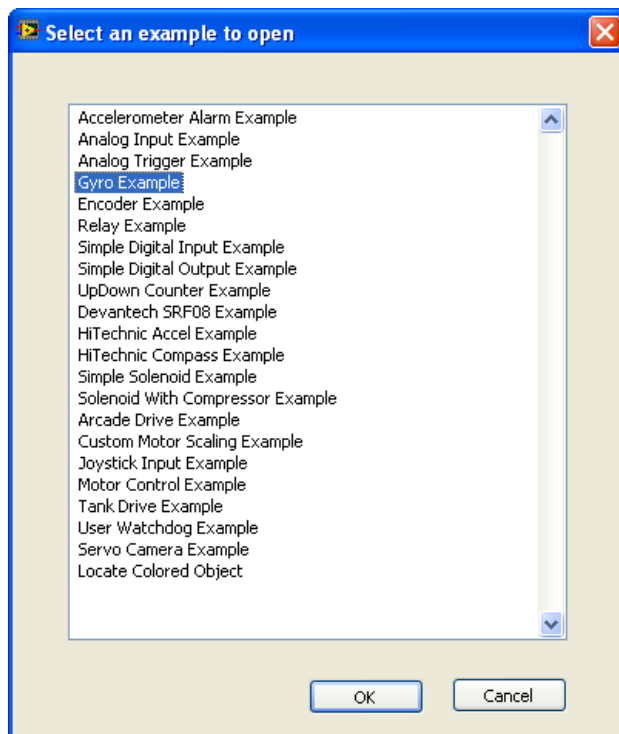 Select an example to open
Accelerometer Alarm Example
Analog Input Example
Analog Trigger Example
Gyro Example
Encoder Example
Relay Example
Simple Digital Input Example
Simple Digital Output Example
UpDown Counter Example
Devantech SRF08 Example
HiTechnic Accel Example
HiTechnic Compass Example
Simple Solenoid Example
Solenoid With Compressor Example
Arcade Drive Example
Custom Motor Scaling Example
Joystick Input Example
Motor Control Example
Tank Drive Example
User Watchdog Example
Servo Camera Example
Locate Colored Object
OK Cancel